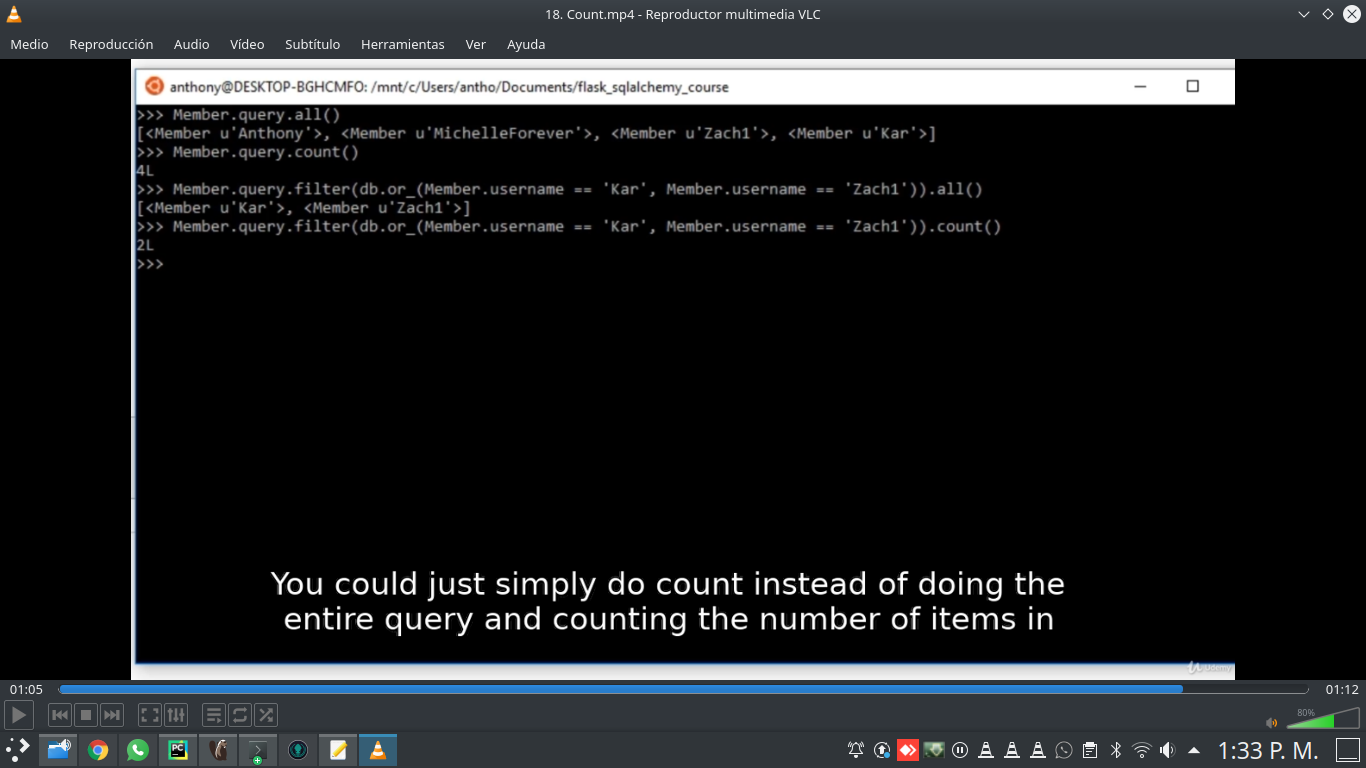 18. Count.mp4 - Reproductor multimedia VLC
Medio Reproducción Audio Vídeo Subtítulo Herramientas Ver Ayuda
anthony@DESKTOP-BGHCMFO: /mnt/c/Users/antho/Documents/flask_sqlalchemy_course
>>> Member.query.all()
[<Member u'Anthony'>, <Member u'MichelleForever'>, <Member u'Zach1'>, <Member u'Kar'>]
>>> Member.query.count()
4L
>>> Member.query.filter(db.or_(Member.username == 'Kar', Member.username == 'Zach1')).all()
[<Member u'Kar'>, <Member u'Zach1'>]
>>> Member.query.filter(db.or_(Member.username == 'Kar', Member.username == 'Zach1')).count()
2L
>>>
You could just simply do count instead of doing the
entire query and counting the number of items in
Udemy
01:05 01:12
80%
PC
1:33 P. M.